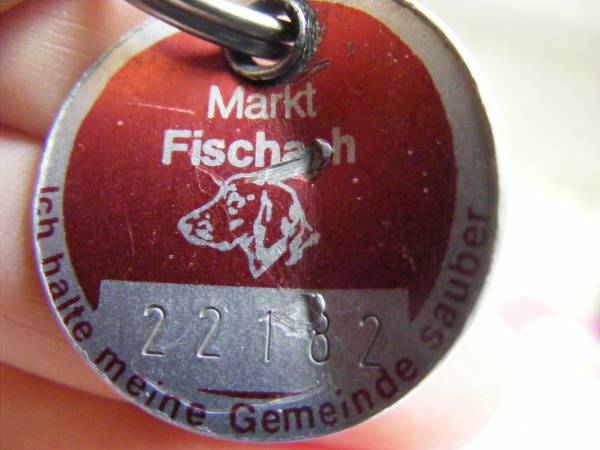 Markt
Fischach
22182
ich halte meine Gemeinde sauber